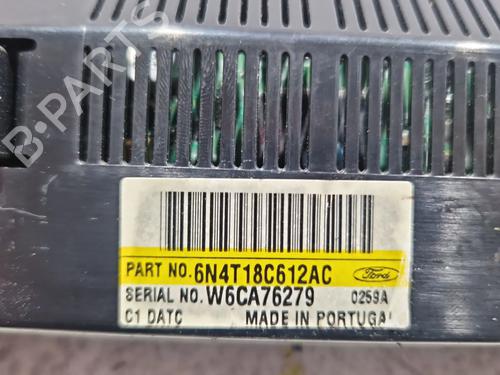 B-PARTS
PART NO. 6N4T18C612AC Ford
SERIAL NO. W6CA76279 0259A
C1 DATC MADE IN PORTUGAL